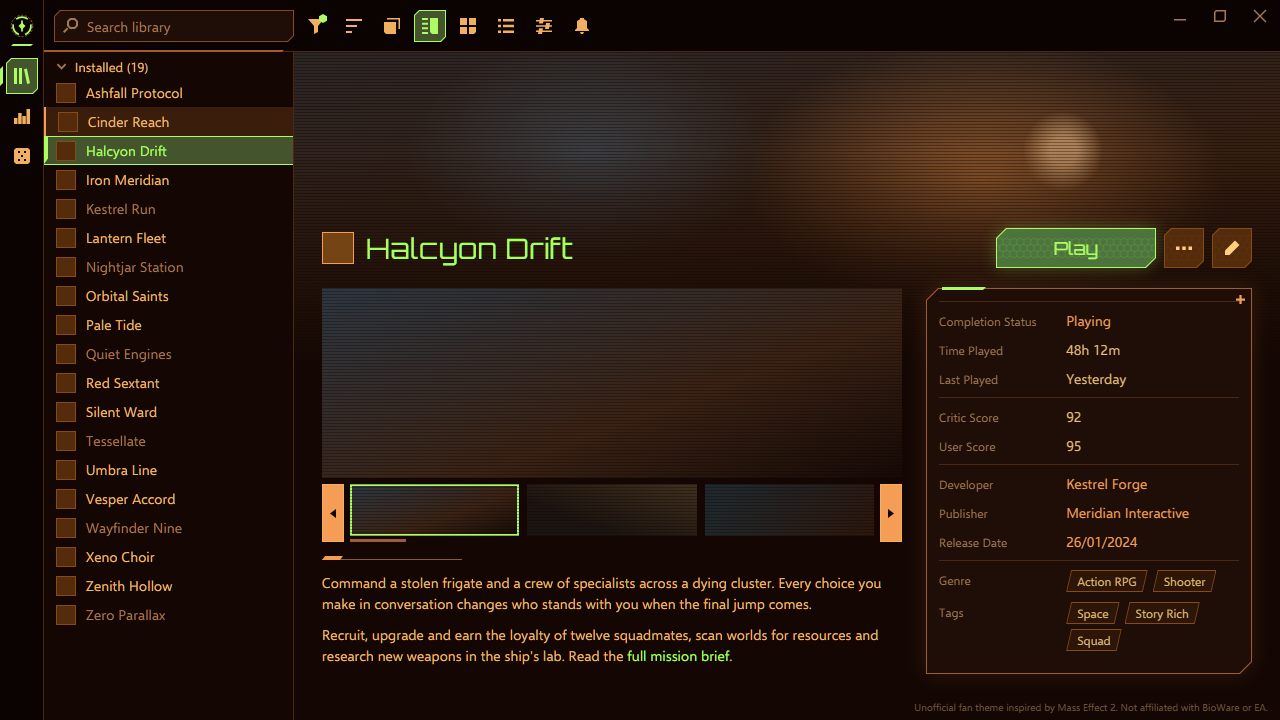 Search library
Installed (19)
Ashfall Protocol
Cinder Reach
Halcyon Drift
Iron Meridian
Kestrel Run
Lantern Fleet
Nightjar Station
Orbital Saints
Pale Tide
Quiet Engines
Red Sextant
Silent Ward
Tessellate
Umbra Line
Vesper Accord
Wayfinder Nine
Xeno Choir
Zenith Hollow
Zero Parallax
Halcyon Drift
Play
Command a stolen frigate and a crew of specialists across a dying cluster. Every choice you
make in conversation changes who stands with you when the final jump comes.
Recruit, upgrade and earn the loyalty of twelve squadmates, scan worlds for resources and
research new weapons in the ship's lab. Read the full mission brief.
Completion Status Playing
Time Played 48h 12m
Last Played Yesterday
Critic Score 92
User Score 95
Developer Kestrel Forge
Publisher Meridian Interactive
Release Date 26/01/2024
Genre Action RPG Shooter
Tags Space Story Rich
Squad
Unofficial fan theme inspired by Mass Effect 2. Not affiliated with BioWare or EA.